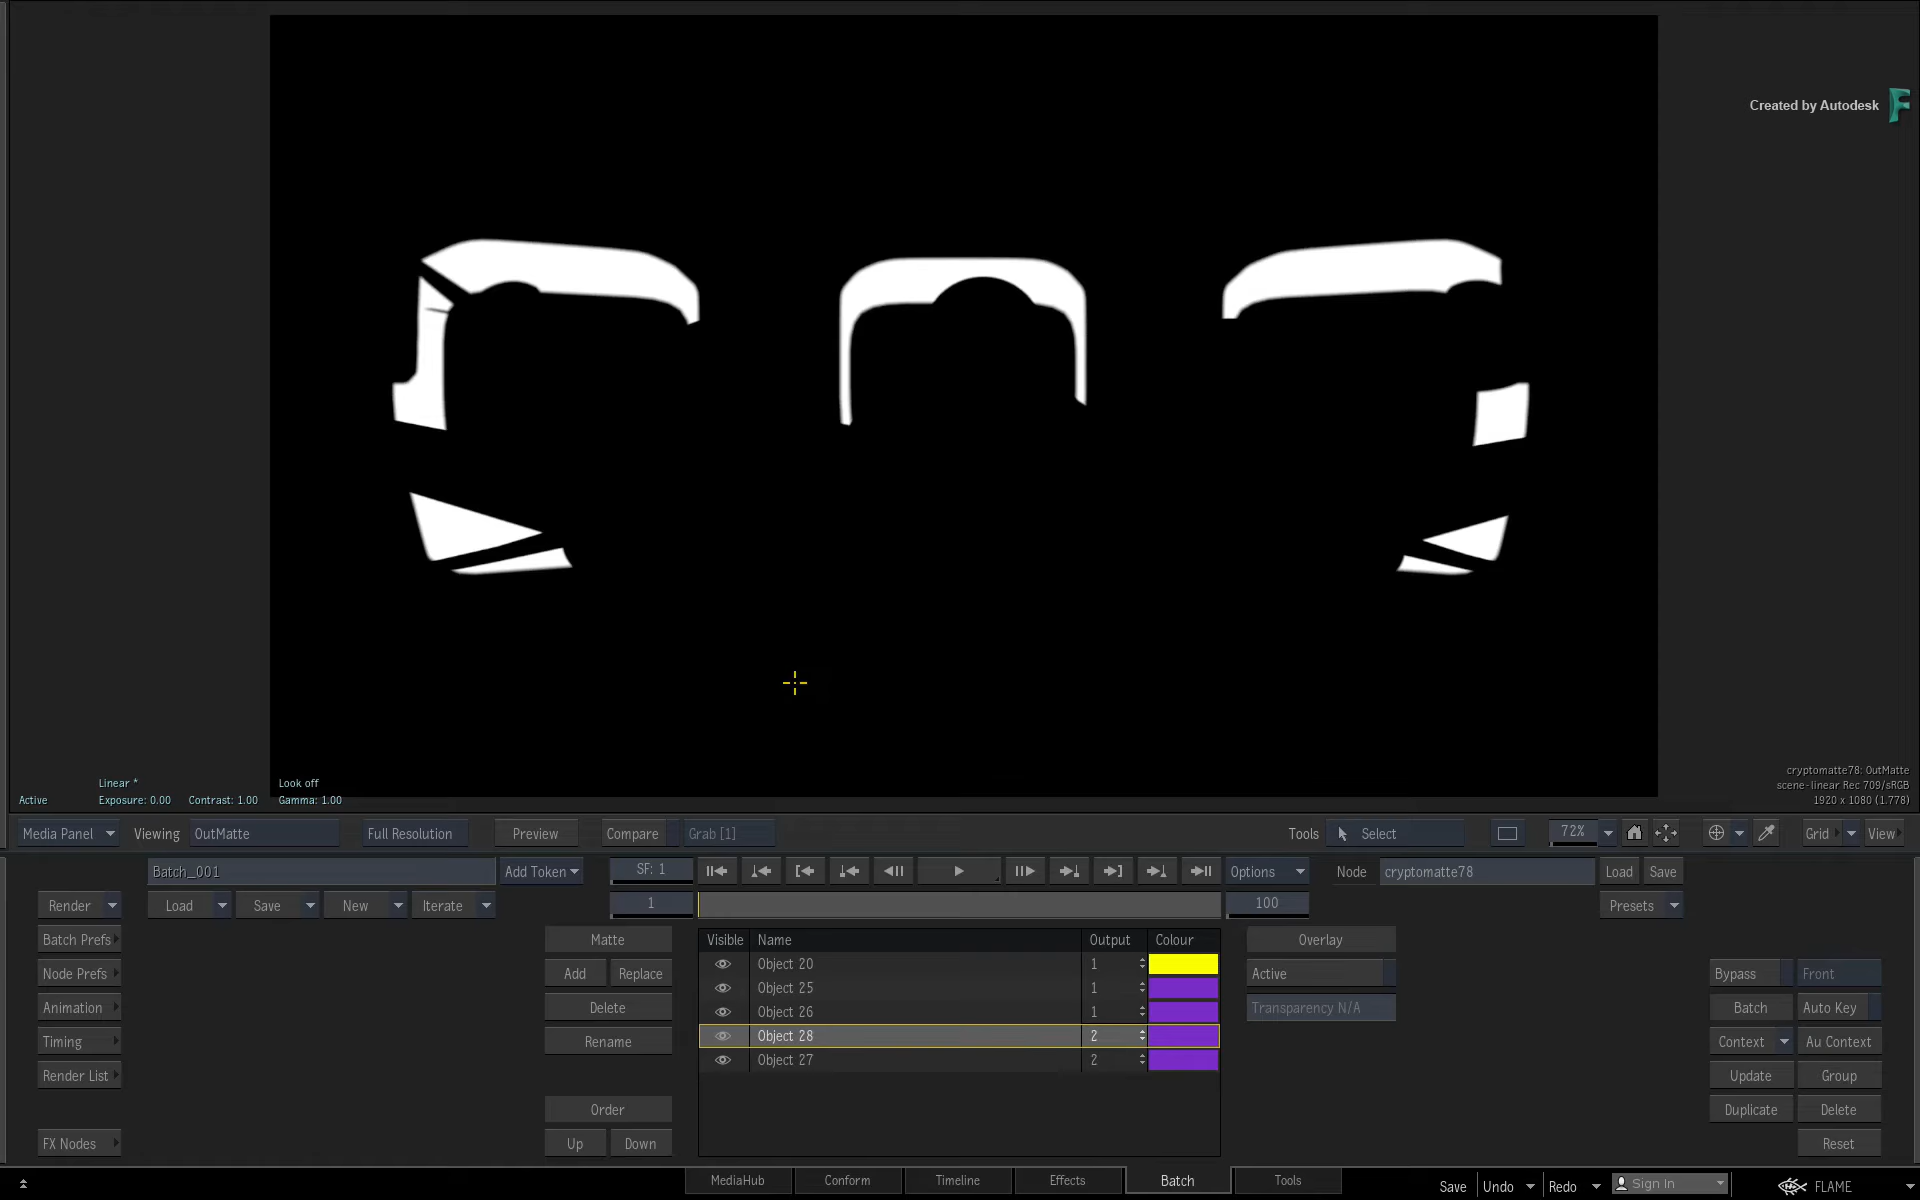 Created by Autodesk
Linear *
Look off
Active
Exposure: 0.00
Contrast: 1.00
Gamma: 1.00
cryptomatte78: OutMatte
scene-linear Rec 709/sRGB
1920 x 1080 (1.778)
Media Panel
Viewing
OutMatte
Full Resolution
Preview
Compare
Grab [1]
Tools
Select
72%
Grid
View
Batch_001
Add Token
SF: 1
Options
Node
cryptomatte78
Load
Save
Render
Load
Save
New
Iterate
1
100
Presets
Batch Prefs
Matte
Visible
Name
Output
Colour
Overlay
Node Prefs
Add
Replace
Object 20
1
Active
Bypass
Front
Object 25
1
Animation
Delete
Object 26
1
Transparency N/A
Batch
Auto Key
Timing
Rename
Object 28
2
Context
Au Context
Object 27
2
Render List
Update
Group
Order
Duplicate
Delete
FX Nodes
Up
Down
Reset
MediaHub
Conform
Timeline
Effects
Batch
Tools
Save
Undo
Redo
Sign In
FLAME